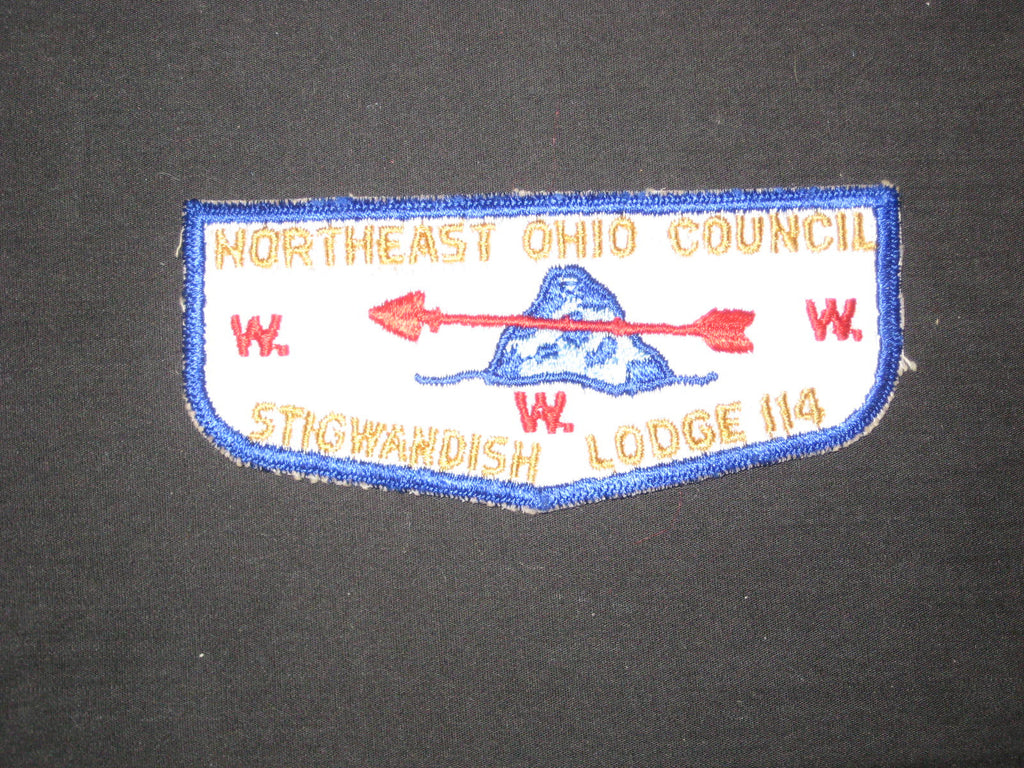 NORTHEAST OHIO COUNCIL
W. W. W.
STIGWANDISH LODGE 114